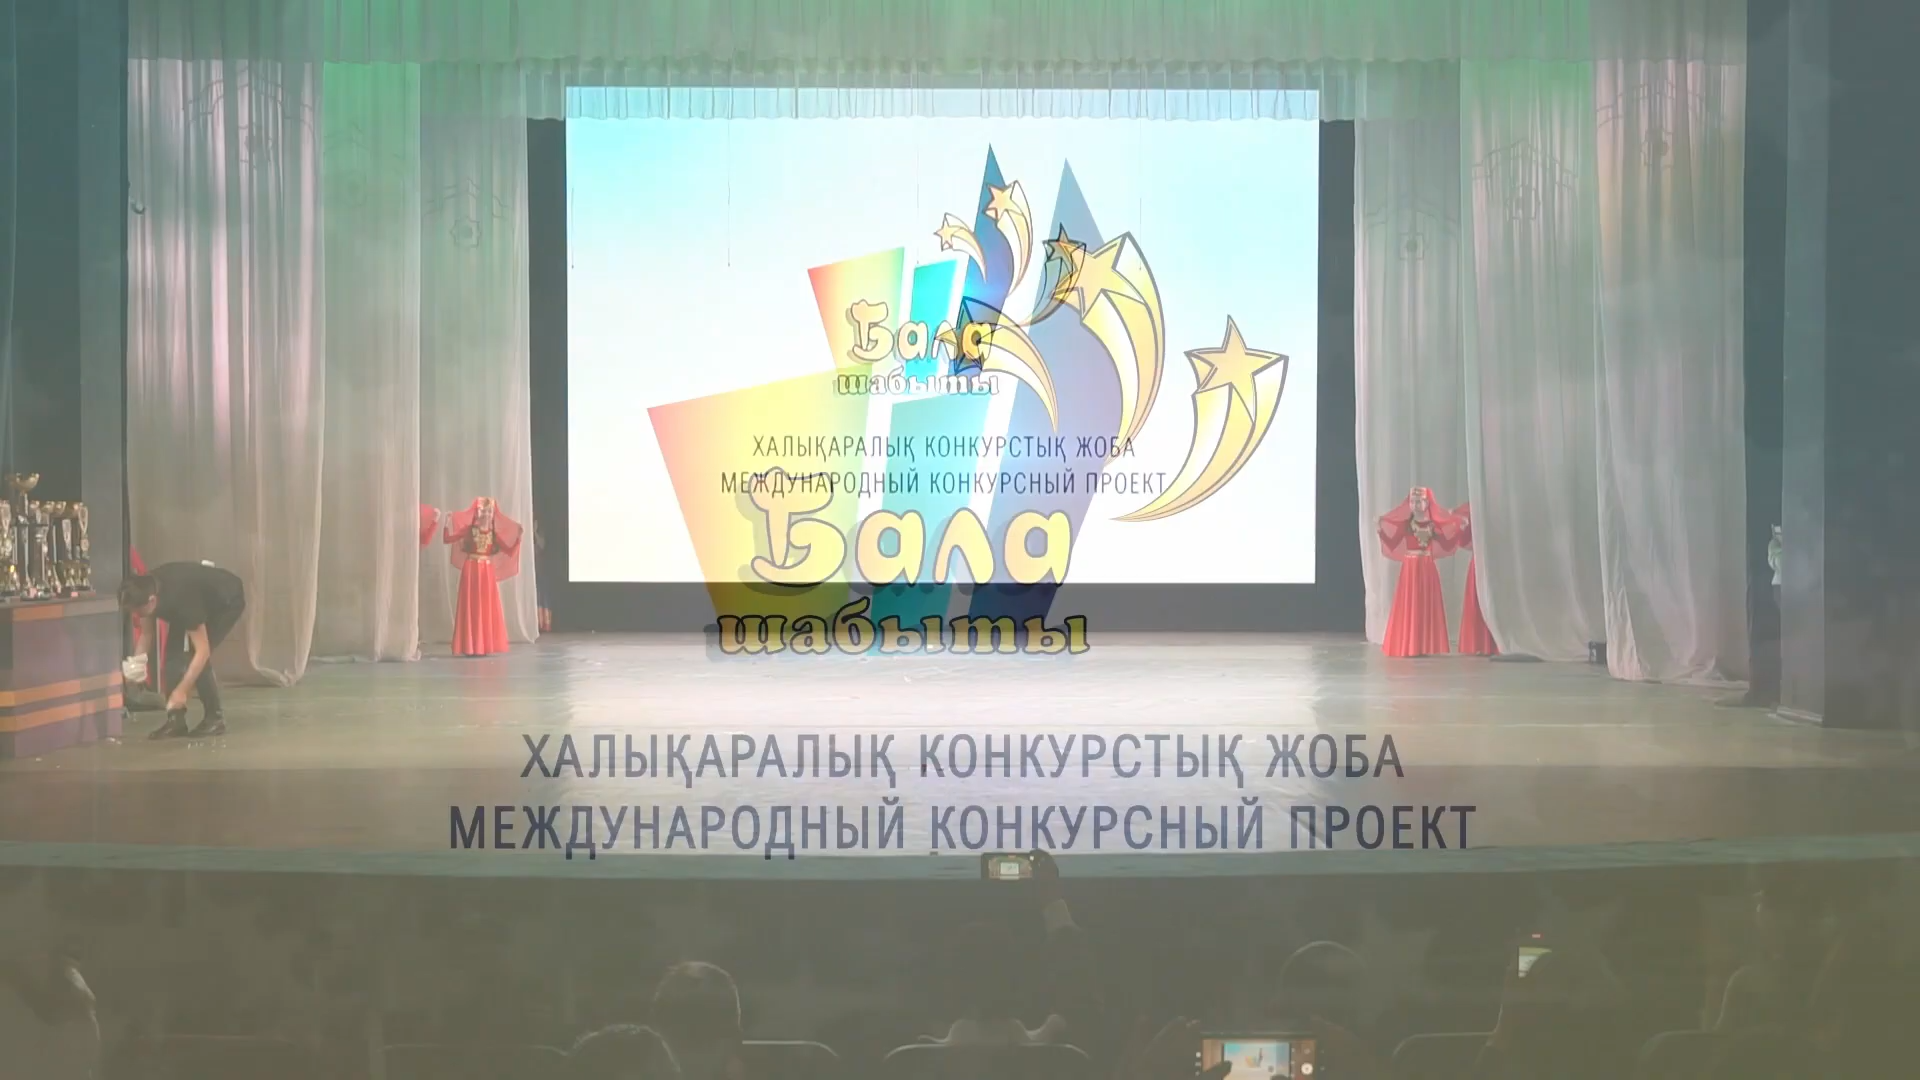 Бала
шабыты
ХАЛЫҚАРАЛЫҚ КОНКУРСТЫҚ ЖОБА
МЕЖДУНАРОДНЫЙ КОНКУРСНЫЙ ПРОЕКТ
Бала
шабыты
ХАЛЫҚАРАЛЫҚ КОНКУРСТЫҚ ЖОБА
МЕЖДУНАРОДНЫЙ КОНКУРСНЫЙ ПРОЕКТ